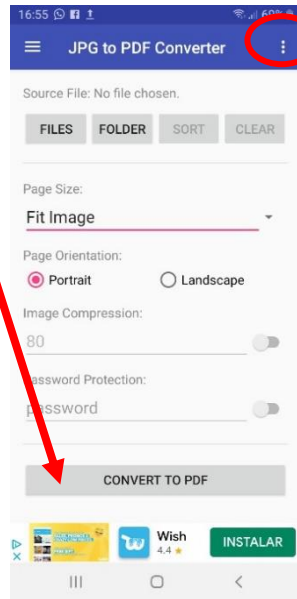 16:55
JPG to PDF Converter
Source File: No file chosen.
FILES FOLDER SORT CLEAR
Page Size:
Fit Image
Page Orientation:
Portrait Landscape
Image Compression:
80
Password Protection:
password
CONVERT TO PDF
Wish
4.4
INSTALAR